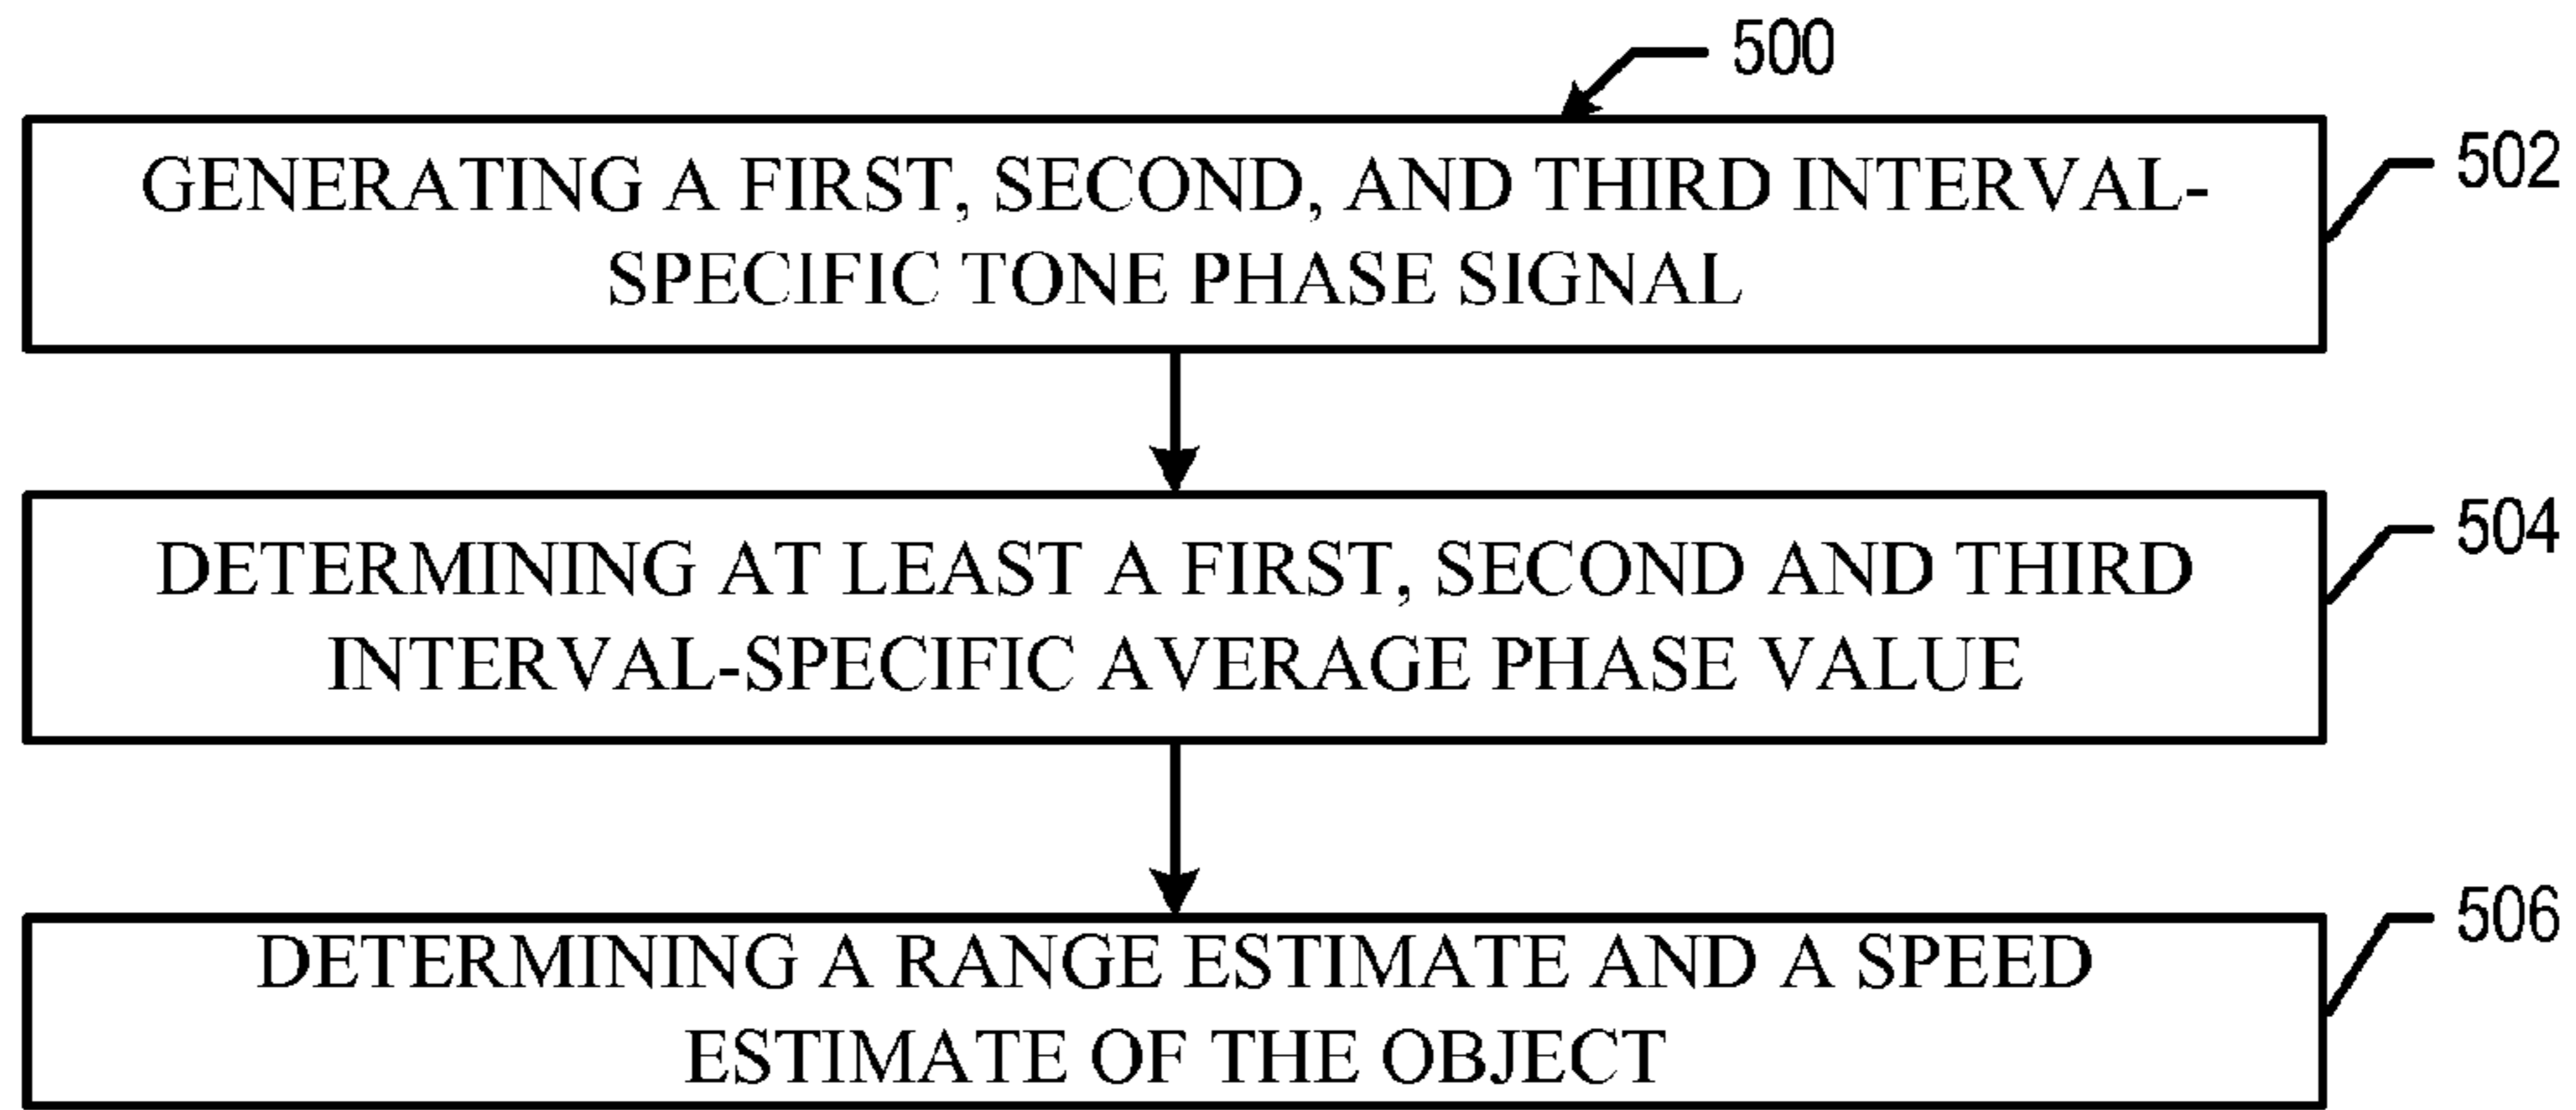 500
GENERATING A FIRST, SECOND, AND THIRD INTERVAL-
SPECIFIC TONE PHASE SIGNAL
502
DETERMINING AT LEAST A FIRST, SECOND AND THIRD
INTERVAL-SPECIFIC AVERAGE PHASE VALUE
504
DETERMINING A RANGE ESTIMATE AND A SPEED
ESTIMATE OF THE OBJECT
506